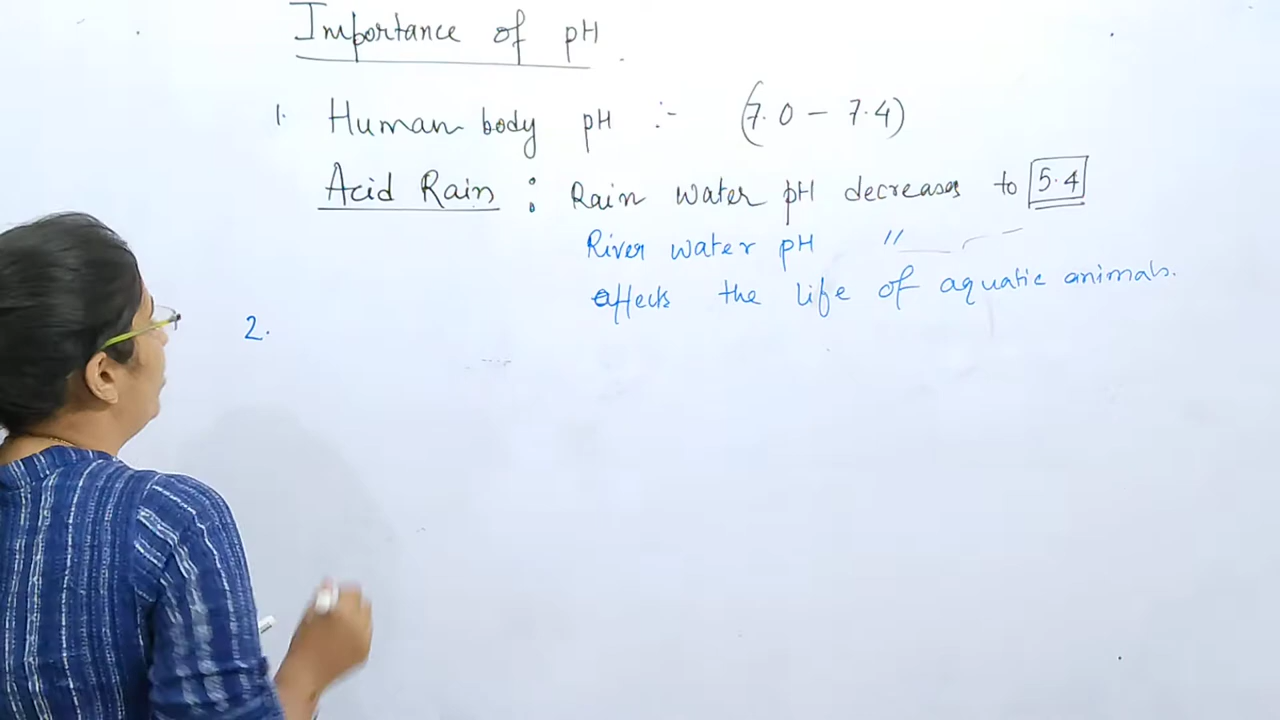 Importance of pH
1. Human body pH :- (7.0 - 7.4)
Acid Rain : Rain water pH decreases to 5.4
River water pH "
affects the life of aquatic animals.
2.